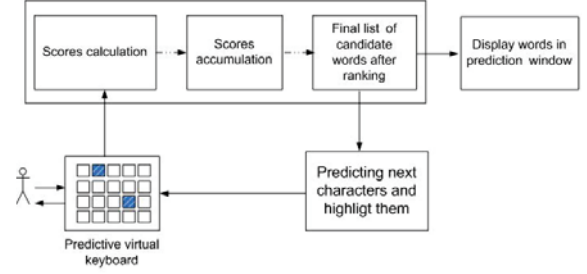 Scores calculation
Scores
accumulation
Final list of
candidate
words after
ranking
Display words in
prediction window
Predicting next
characters and
highligt them
Predictive virtual
keyboard